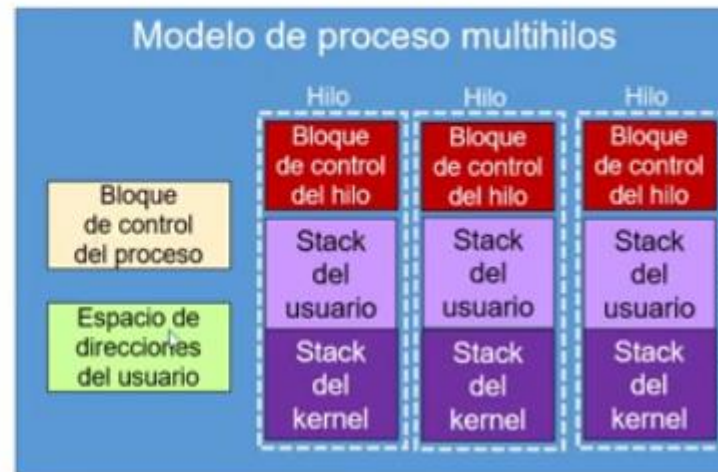 Modelo de proceso multihilos
Hilo
Hilo
Hilo
Bloque
de control
del proceso
Espacio de
direcciones
del usuario
Bloque
de control
del hilo
Stack
del
usuario
Stack
del
kernel
Bloque
de control
del hilo
Stack
del
usuario
Stack
del
kernel
Bloque
de control
del hilo
Stack
del
usuario
Stack
del
kernel